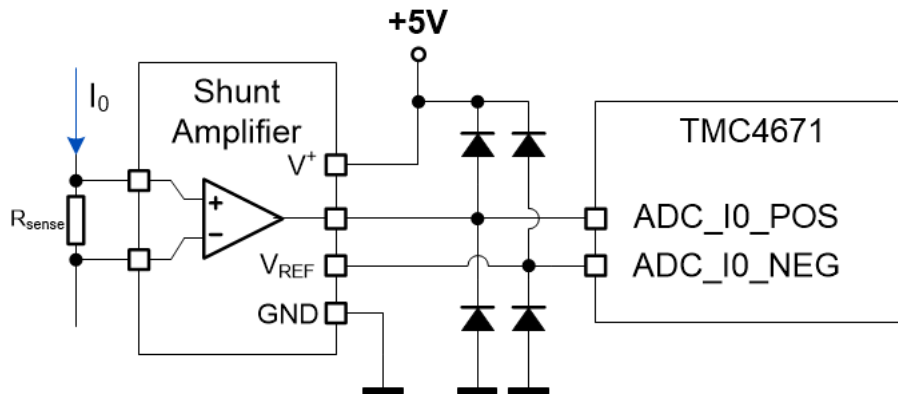 +5V
I0
Shunt
Amplifier
TMC4671
V+
Rsense
+
−
ADC_I0_POS
VREF
ADC_I0_NEG
GND